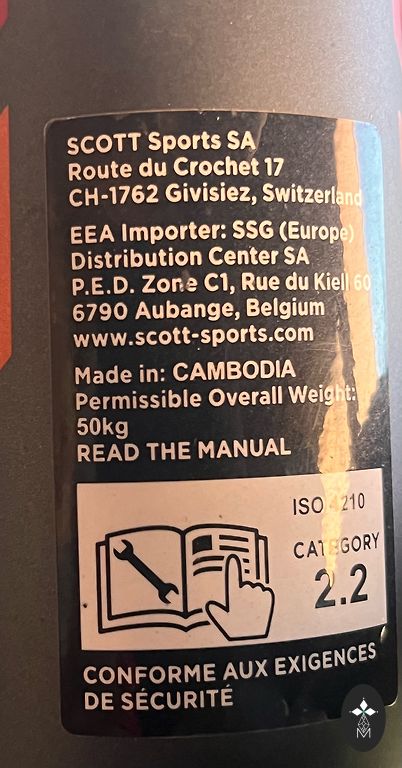 SCOTT Sports SA
Route du Crochet 17
CH-1762 Givisiez, Switzerland
EEA Importer: SSG (Europe)
Distribution Center SA
P.E.D. Zone C1, Rue du Kiell 60
6790 Aubange, Belgium
www.scott-sports.com
Made in: CAMBODIA
Permissible Overall Weight:
50kg
READ THE MANUAL
ISO 4210
CATEGORY
2.2
CONFORME AUX EXIGENCES
DE SÉCURITÉ
M